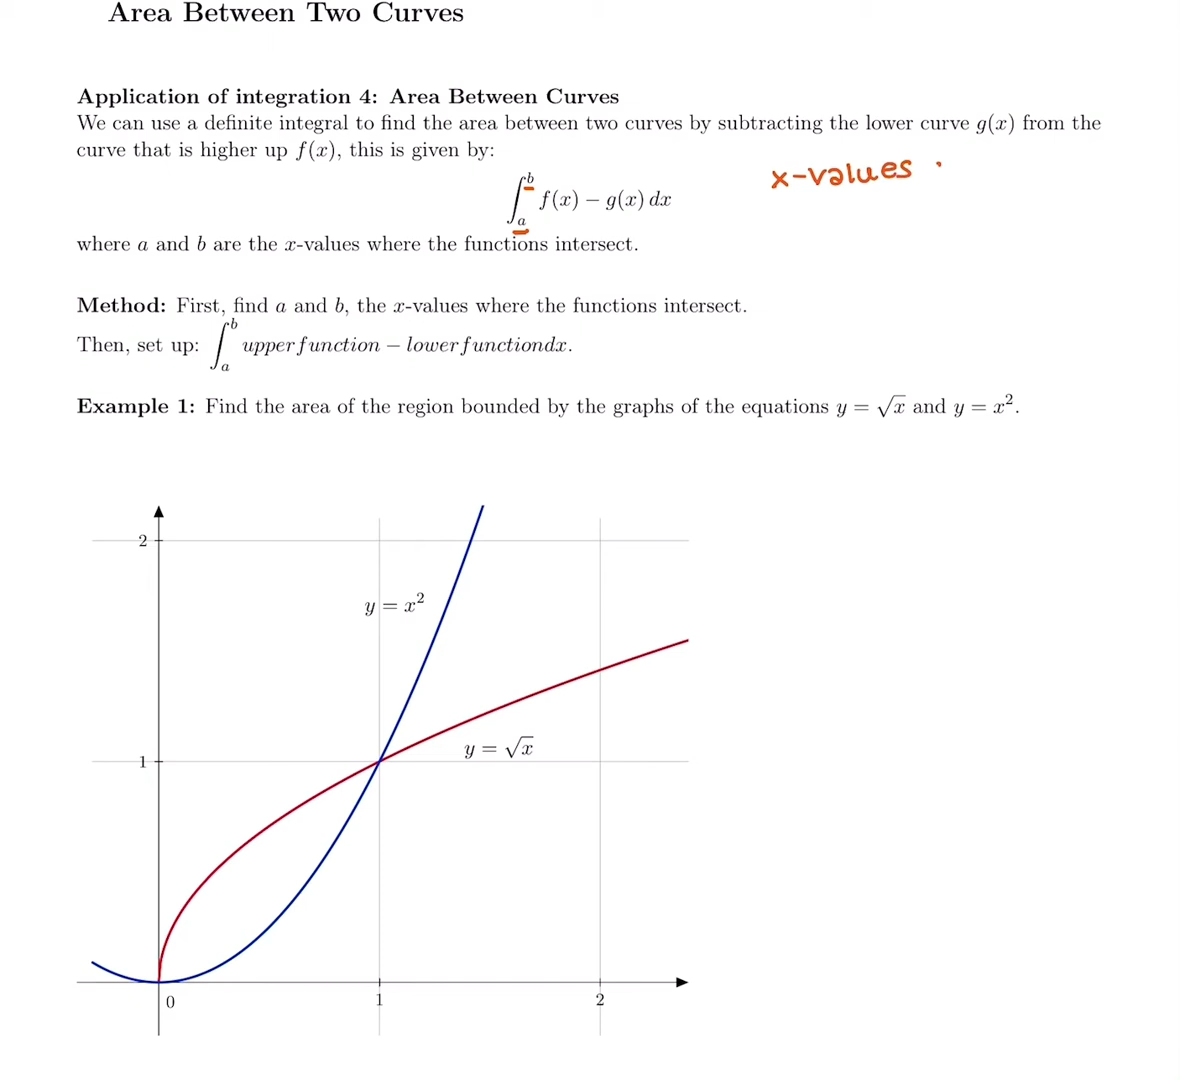 Area Between Two Curves
Application of integration 4: Area Between Curves
We can use a definite integral to find the area between two curves by subtracting the lower curve g(x) from the
curve that is higher up f(x), this is given by:
x-values
∫_a^b f(x) − g(x) dx
where a and b are the x-values where the functions intersect.
Method: First, find a and b, the x-values where the functions intersect.
Then, set up: ∫_a^b upperfunction − lowerfunctiondx.
Example 1: Find the area of the region bounded by the graphs of the equations y = √x and y = x².
2
y = x²
y = √x
1
0 1 2